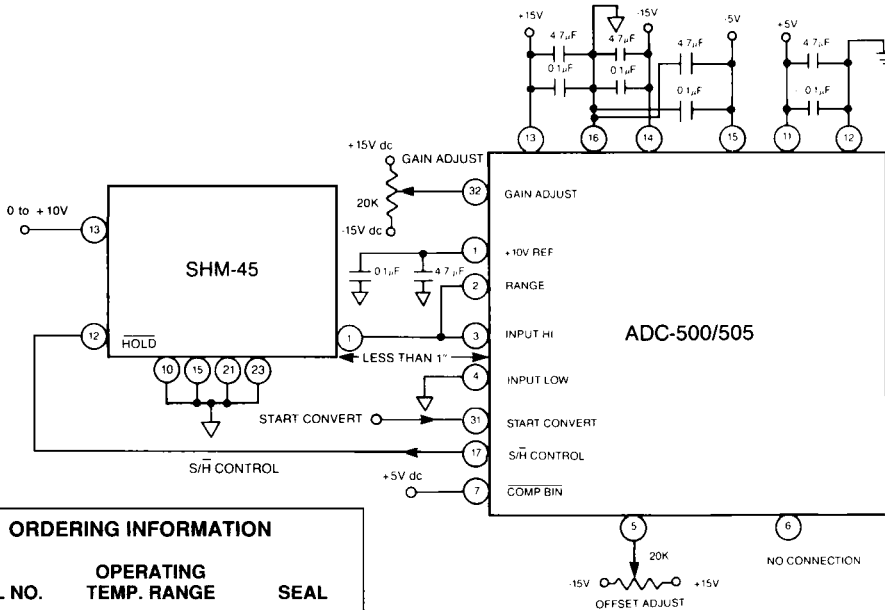 +15V -15V -5V +5V
4 7µF 4 7µF 4 7µF 4 7µF
0 1µF 0 1µF 0 1µF 0 1µF
13 16 14 15 11 12
+15V dc GAIN ADJUST
20K
-15V dc
32 GAIN ADJUST
0 to +10V
13
SHM-45
12 HOLD
10 15 21 23
1
0 1µF 4 7µF
1 +10V REF
2 RANGE
3 INPUT HI
ADC-500/505
LESS THAN 1"
4 INPUT LOW
START CONVERT
31 START CONVERT
17 S/H CONTROL
S/H CONTROL
+5V dc
7 COMP BIN
5 6
20K
NO CONNECTION
-15V +15V
OFFSET ADJUST
ORDERING INFORMATION
OPERATING
L NO. TEMP. RANGE SEAL